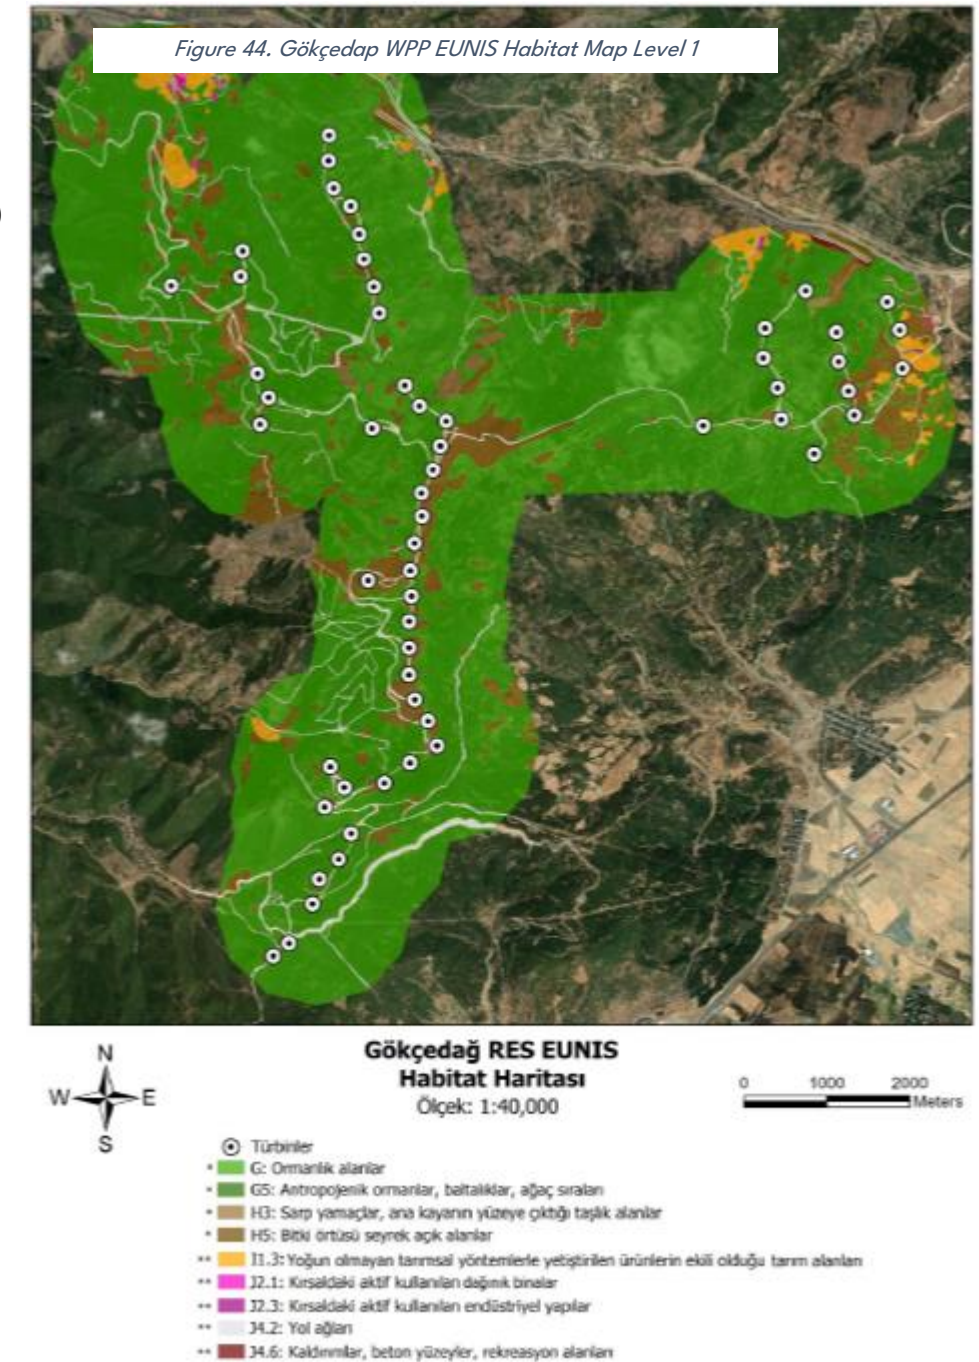 Figure 44. Gökçedap WPP EUNIS Habitat Map Level 1
N
W E
S
Gökçedağ RES EUNIS
Habitat Haritası
Ölçek: 1:40,000
0 1000 2000
Meters
Türbinler
* G: Ormanlık alanlar
* G5: Antropojenik ormanlar, baltalıklar, ağaç sıraları
* H3: Sarp yamaçlar, ana kayanın yüzeye çıktığı taşlık alanlar
* H5: Bitki örtüsü seyrek açık alanlar
** I1.3: Yoğun olmayan tarımsal yöntemlerle yetiştirilen ürünlerin ekili olduğu tarım alanları
** J2.1: Kırsaldaki aktif kullanılan dağınık binalar
** J2.3: Kırsaldaki aktif kullanılan endüstriyel yapılar
** J4.2: Yol ağları
** J4.6: Kaldırımlar, beton yüzeyler, rekreasyon alanları